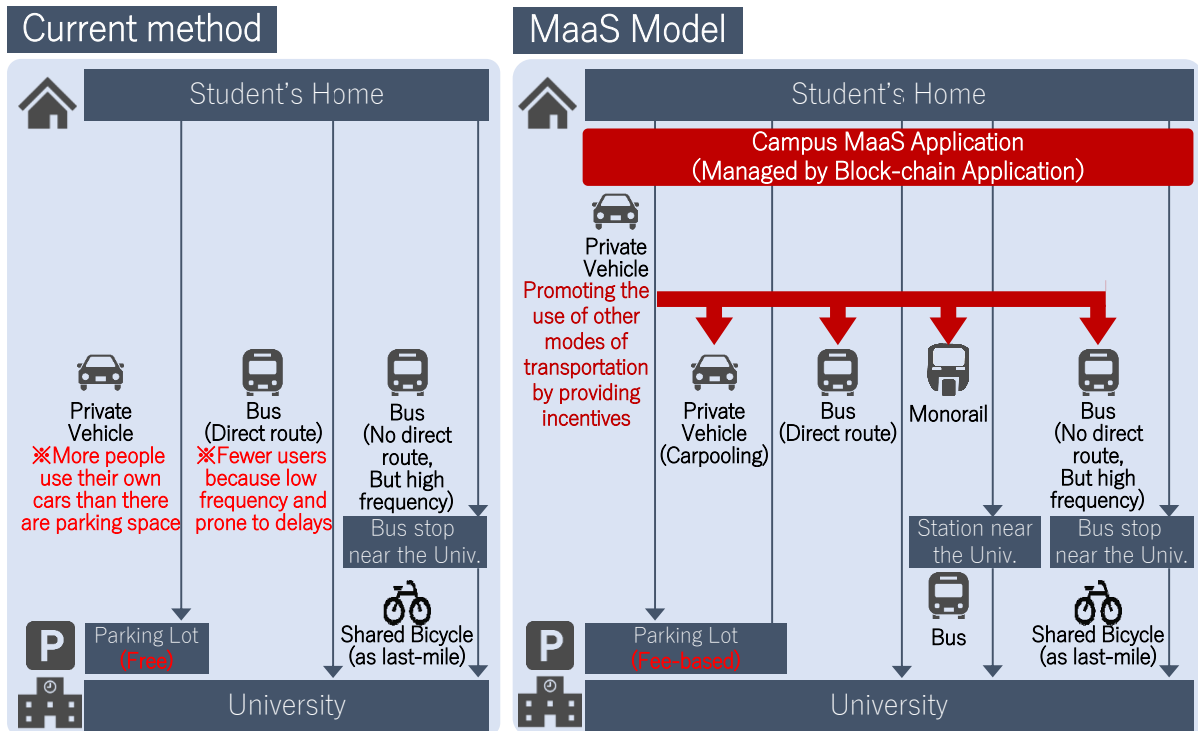 Current method
Student's Home
Private
Vehicle
※More people
use their own
cars than there
are parking space
Bus
(Direct route)
※Fewer users
because low
frequency and
prone to delays
Bus
(No direct
route,
But high
frequency)
Bus stop
near the Univ.
Shared Bicycle
(as last-mile)
P
Parking Lot
(Free)
University
MaaS Model
Student's Home
Campus MaaS Application
(Managed by Block-chain Application)
Private
Vehicle
Promoting the
use of other
modes of
transportation
by providing
incentives
Private
Vehicle
(Carpooling)
Bus
(Direct route)
Monorail
Station near
the Univ.
Bus
Bus
(No direct
route,
But high
frequency)
Bus stop
near the Univ.
Shared Bicycle
(as last-mile)
P
Parking Lot
(Fee-based)
University